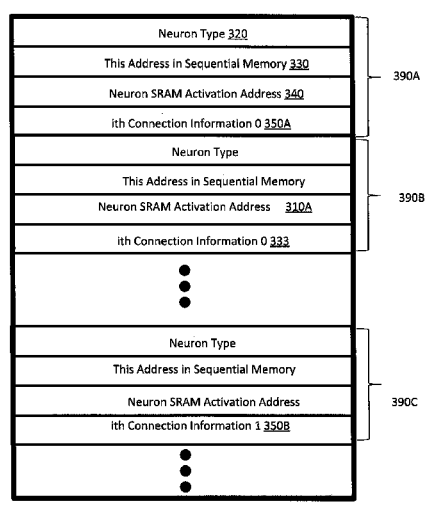 Neuron Type 320
This Address in Sequential Memory 330
390A
Neuron SRAM Activation Address 340
ith Connection Information 0 350A
Neuron Type
This Address in Sequential Memory
390B
Neuron SRAM Activation Address 310A
ith Connection Information 0 333
Neuron Type
This Address in Sequential Memory
Neuron SRAM Activation Address
390C
ith Connection Information 1 350B